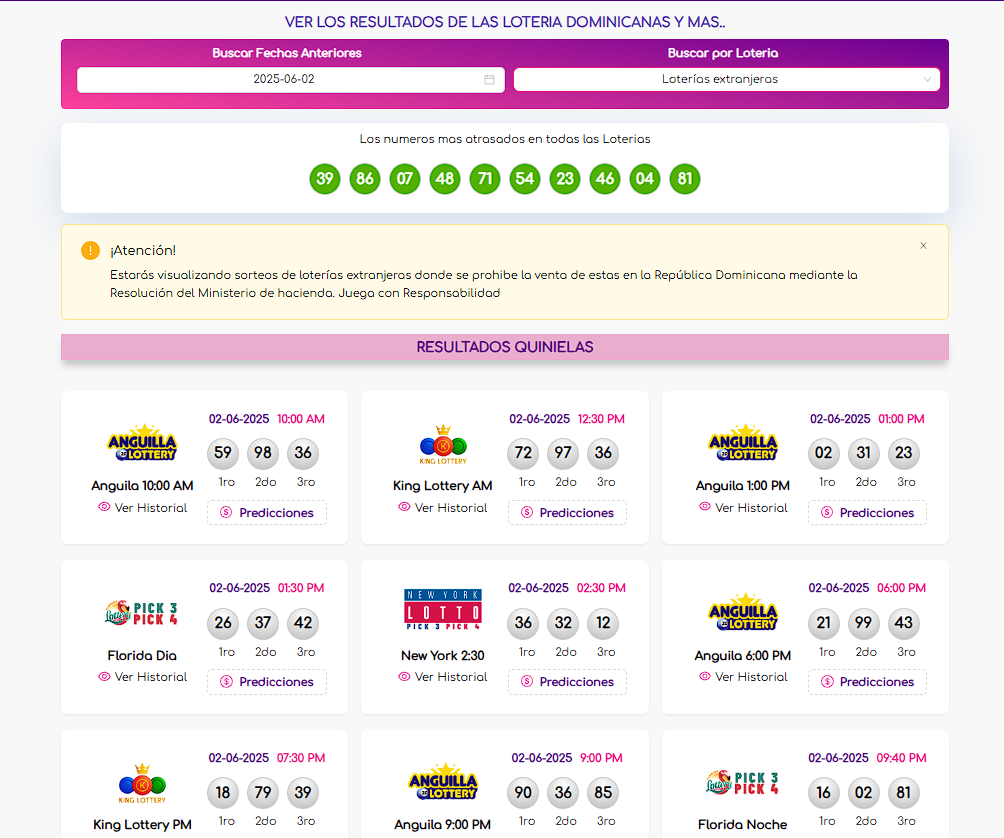 VER LOS RESULTADOS DE LAS LOTERIA DOMINICANAS Y MAS..
Buscar Fechas Anteriores
Buscar por Loteria
2025-06-02
Loterías extranjeras
Los numeros mas atrasados en todas las Loterias
39 86 07 48 71 54 23 46 04 81
¡Atención!
Estarás visualizando sorteos de loterías extranjeras donde se prohibe la venta de estas en la República Dominicana mediante la
Resolución del Ministerio de hacienda. Juega con Responsabilidad
RESULTADOS QUINIELAS
ANGUILLA
LOTTERY
Anguila 10:00 AM
Ver Historial
02-06-2025 10:00 AM
59 98 36
1ro 2do 3ro
Predicciones
K
KING LOTTERY
King Lottery AM
Ver Historial
02-06-2025 12:30 PM
72 97 36
1ro 2do 3ro
Predicciones
ANGUILLA
LOTTERY
Anguila 1:00 PM
Ver Historial
02-06-2025 01:00 PM
02 31 23
1ro 2do 3ro
Predicciones
Lottery
PICK 3
PICK 4
Florida Dia
Ver Historial
02-06-2025 01:30 PM
26 37 42
1ro 2do 3ro
Predicciones
NEW YORK
LOTTO
PICK 3 PICK 4
New York 2:30
Ver Historial
02-06-2025 02:30 PM
36 32 12
1ro 2do 3ro
Predicciones
ANGUILLA
LOTTERY
Anguila 6:00 PM
Ver Historial
02-06-2025 06:00 PM
21 99 43
1ro 2do 3ro
Predicciones
K
KING LOTTERY
King Lottery PM
02-06-2025 07:30 PM
18 79 39
1ro 2do 3ro
ANGUILLA
LOTTERY
Anguila 9:00 PM
02-06-2025 9:00 PM
90 36 85
1ro 2do 3ro
Lottery
PICK 3
PICK 4
Florida Noche
02-06-2025 09:40 PM
16 02 81
1ro 2do 3ro